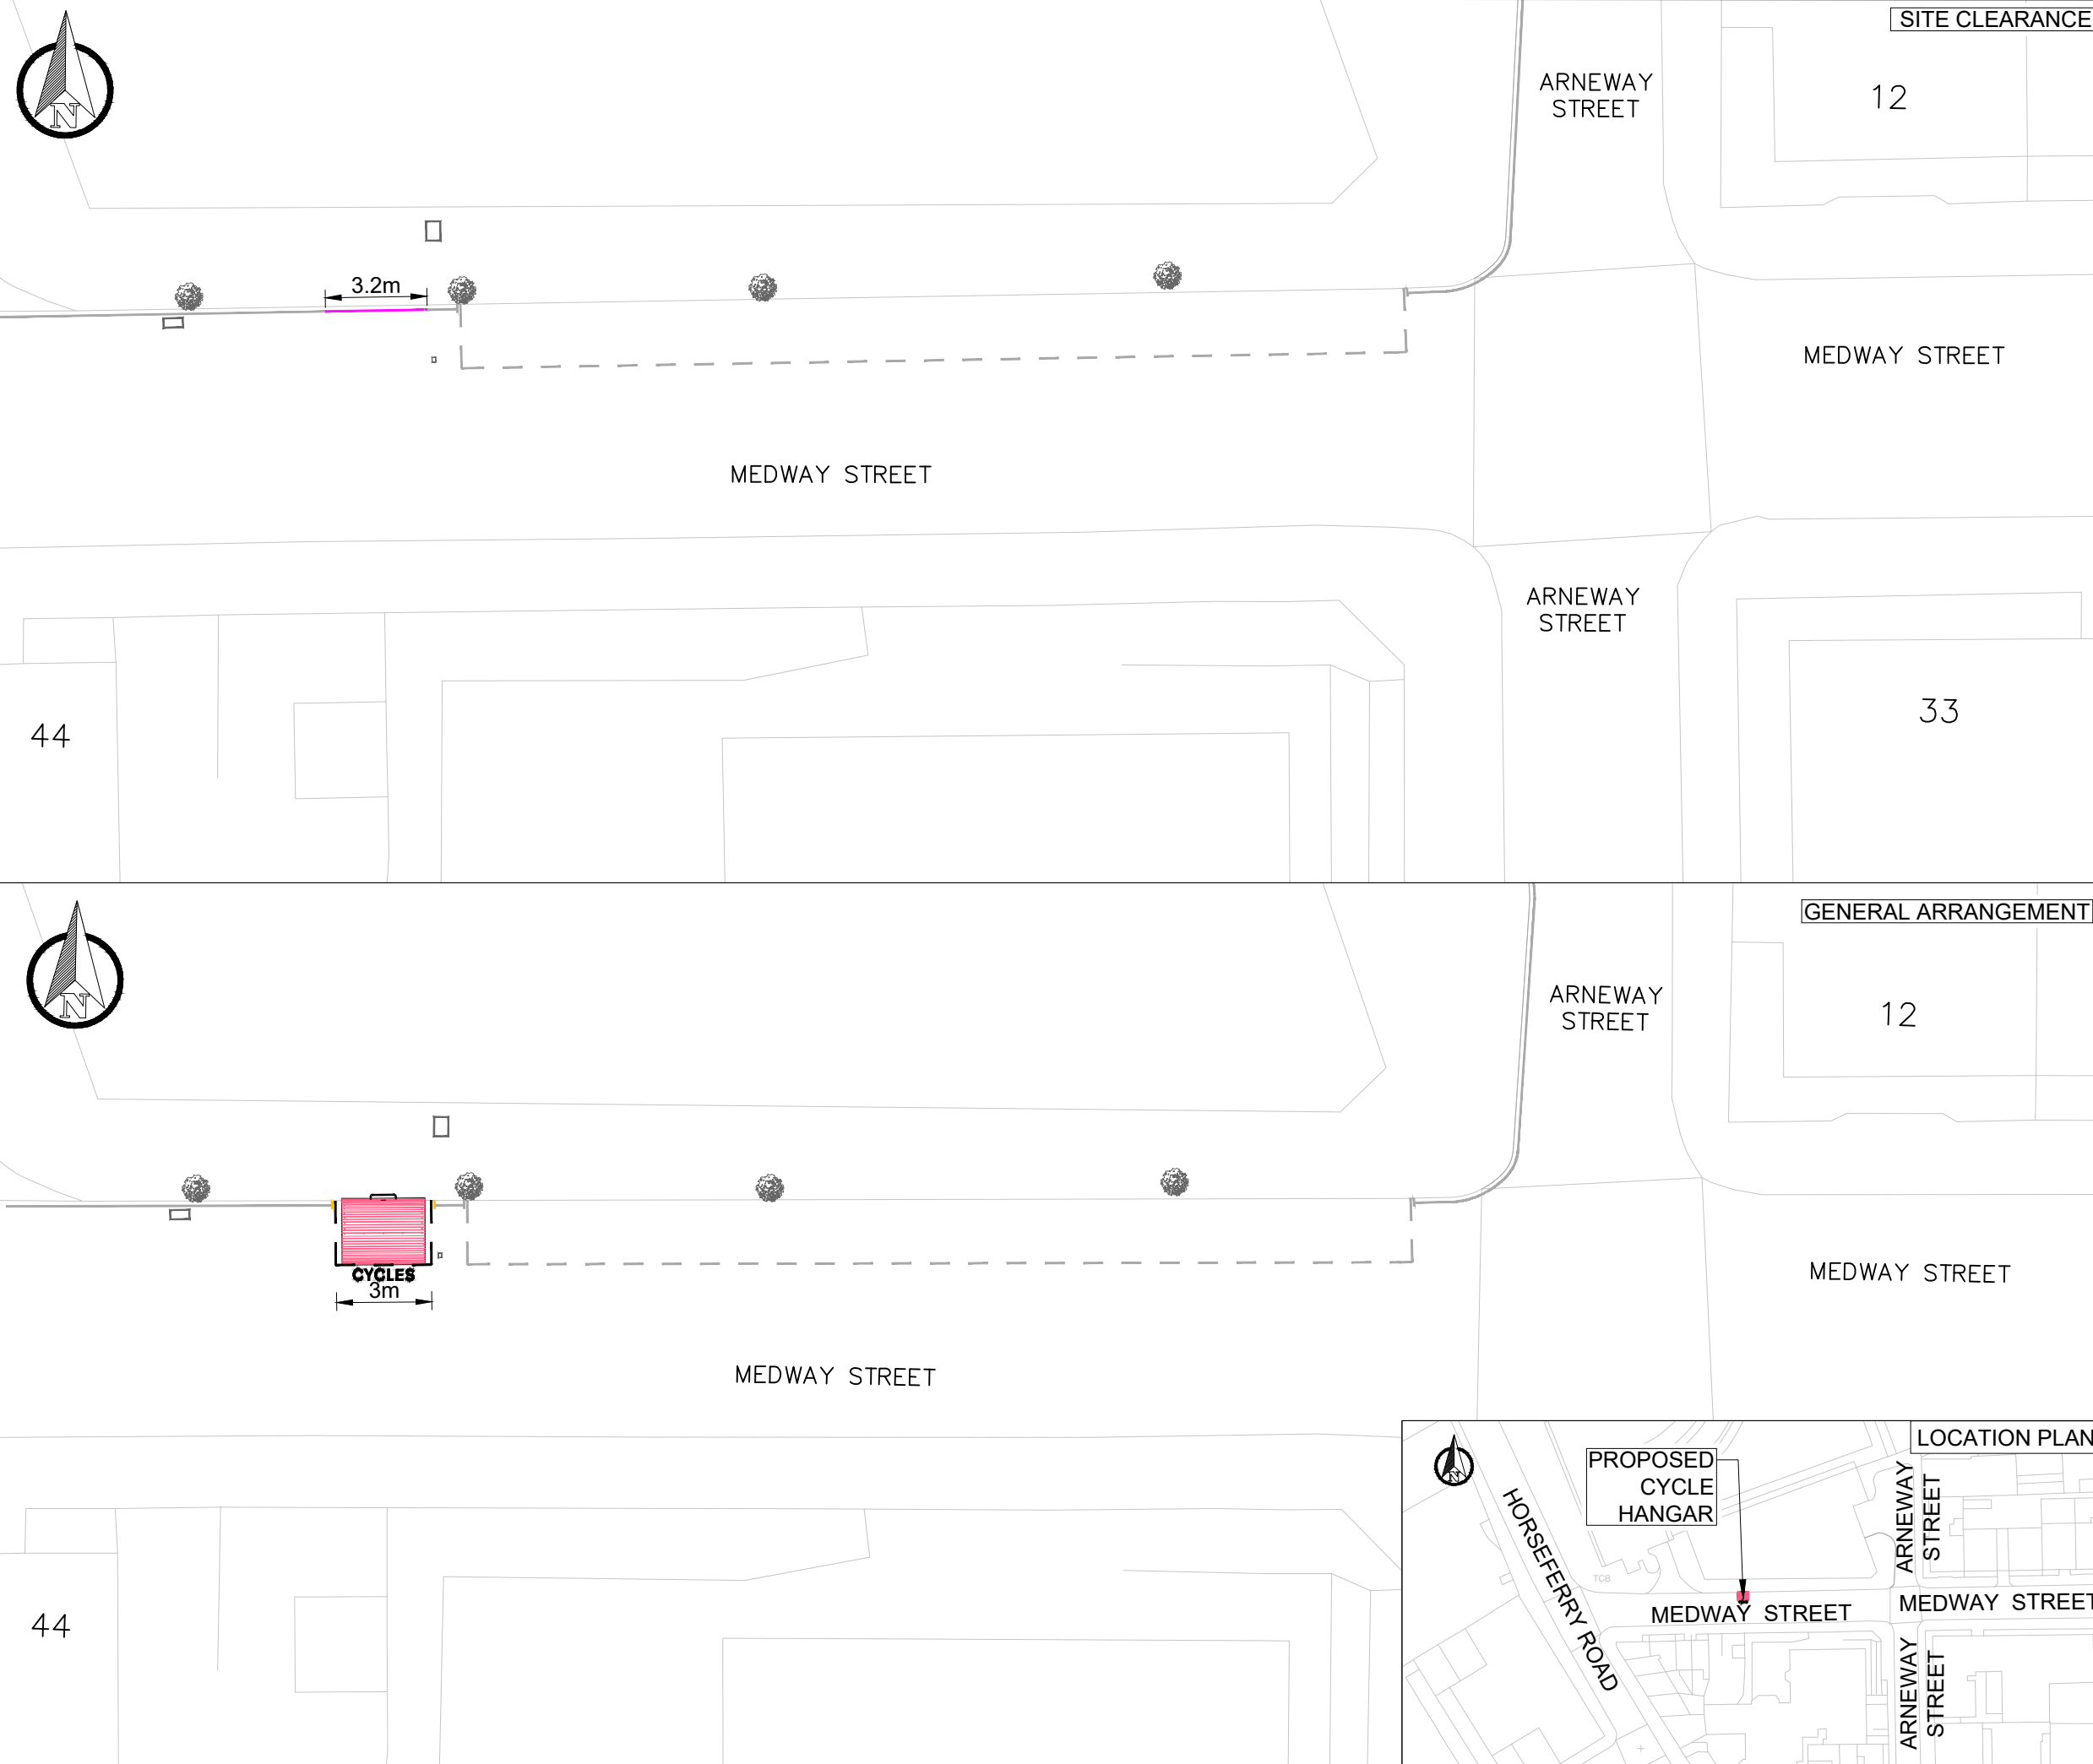 SITE CLEARANCE
N
ARNEWAY
STREET
12
3.2m
MEDWAY STREET
MEDWAY STREET
ARNEWAY
STREET
44
33
GENERAL ARRANGEMENT
N
ARNEWAY
STREET
12
CYCLES
3m
MEDWAY STREET
MEDWAY STREET
44
LOCATION PLAN
N
PROPOSED
CYCLE
HANGAR
HORSEFERRY ROAD
TCB
ARNEWAY
STREET
MEDWAY STREET
MEDWAY STREET
ARNEWAY
STREET